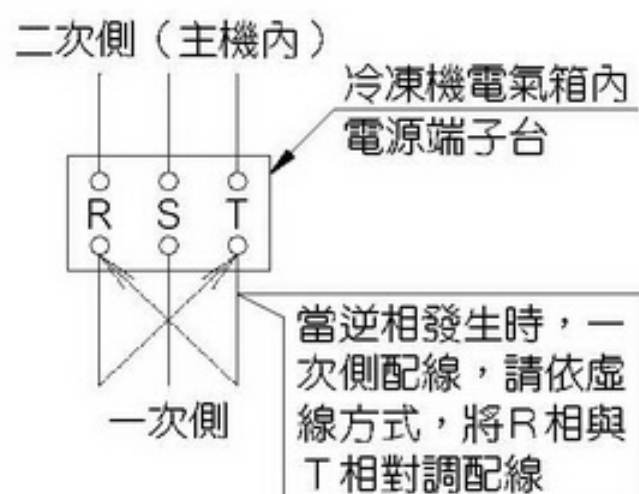 二次側（主機內）
冷凍機電氣箱內
電源端子台
R S T
當逆相發生時，一
次側配線，請依虛
線方式，將R相與
T相對調配線
一次側